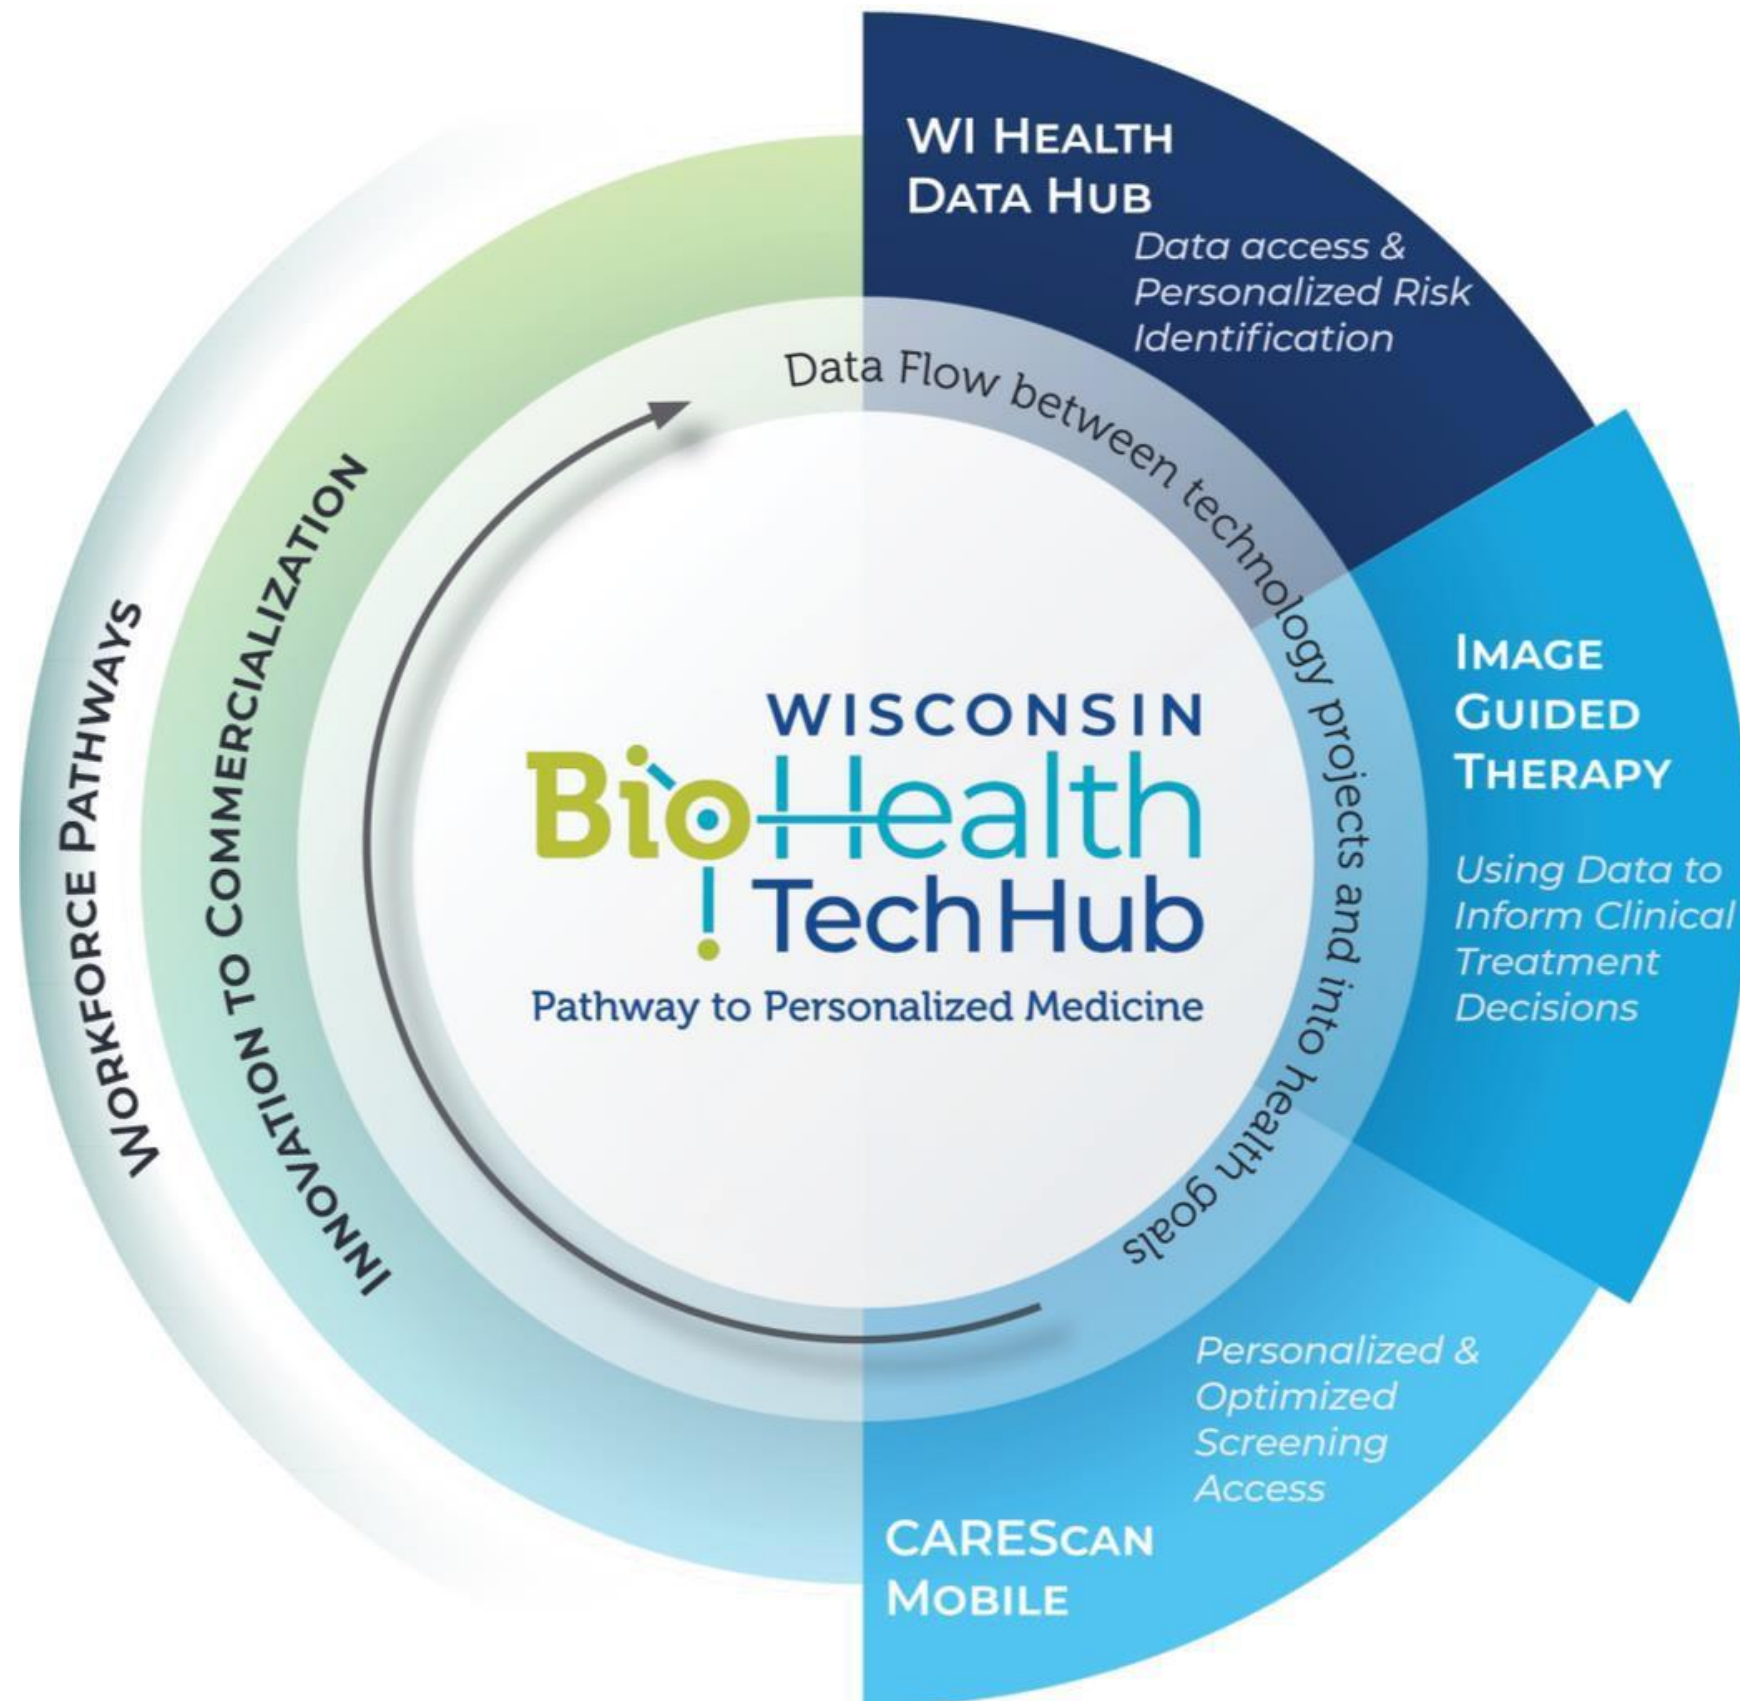 WI HEALTH
DATA HUB
Data access &
Personalized Risk
Identification
Data Flow between technology projects and into health goals
IMAGE
GUIDED
THERAPY
Using Data to
Inform Clinical
Treatment
Decisions
Personalized &
Optimized
Screening
Access
CARESCAN
MOBILE
WORKFORCE PATHWAYS
INNOVATION TO COMMERCIALIZATION
WISCONSIN
BioHealth
TechHub
Pathway to Personalized Medicine